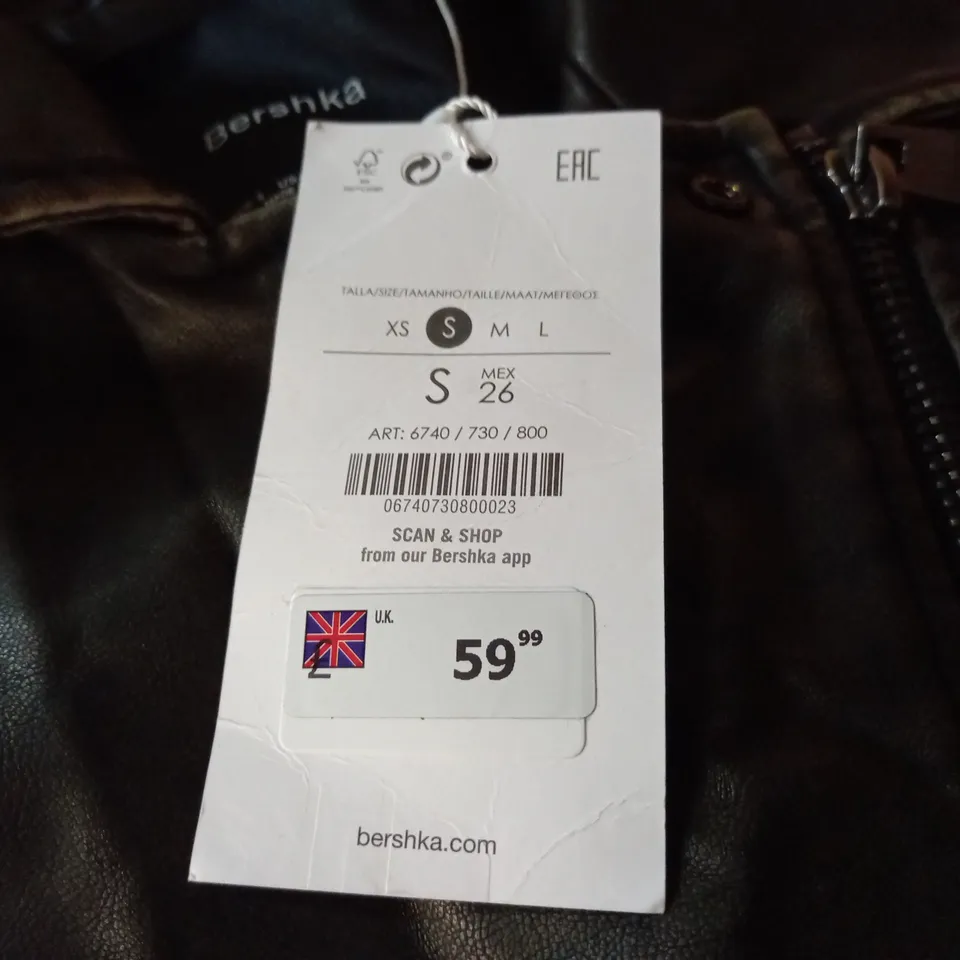 Bershka
EAC
TALLA/SIZE/TAMANHO/TAILLE/MAAT/ΜΕΓΕΘΟΣ
XS S M L
S MEX 26
ART: 6740 / 730 / 800
06740730800023
SCAN & SHOP
from our Bershka app
U.K.
£ 59 99
bershka.com